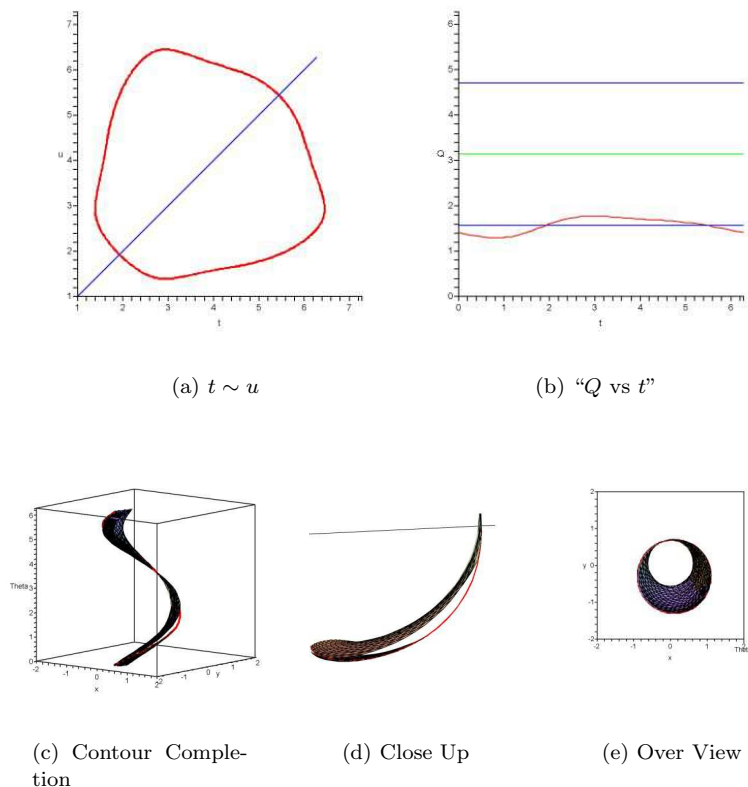 7
6
5
u
4
3
2
1
1 2 3 4 5 6 7
t
6
5
4
Q
3
2
1
0
0 1 2 3 4 5 6
t
(a) t ∼ u
(b) “Q vs t”
6
5
4
Theta3
2
1
0
-2 -1 0 1 2
x
-2 -1 0 1 2
y
2
1
y 0
-1
-2
-2 -1 0 1 2
x
(c) Contour Comple-
tion
(d) Close Up
(e) Over View